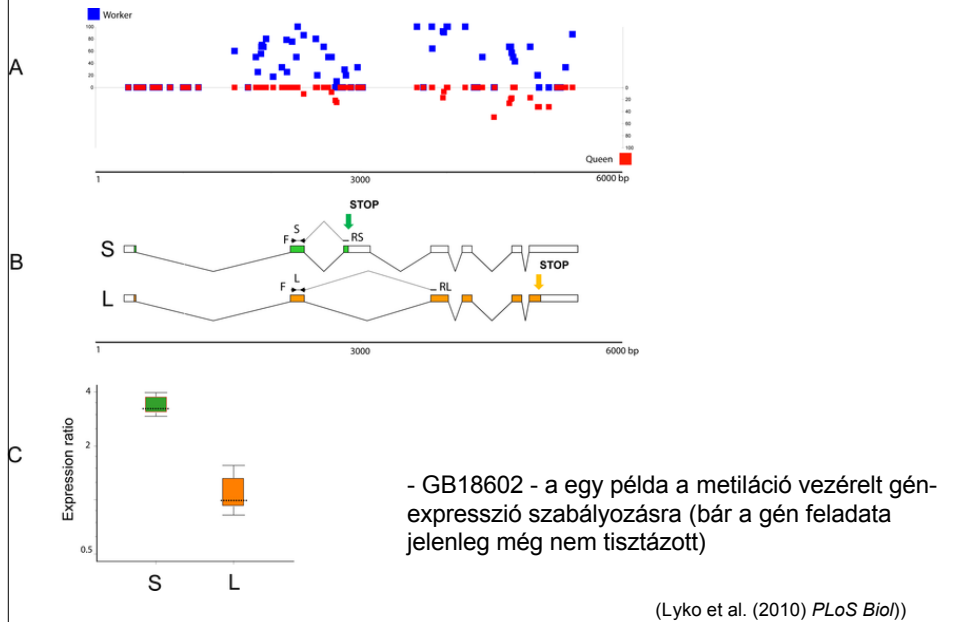 Worker
A
100
80
60
40
20
0
0
20
40
60
80
100
Queen
1 3000 6000 bp
STOP
S
F RS
S
B
STOP
L
F RL
L
1 3000 6000 bp
C
Expression ratio
4
2
0.5
S L
- GB18602 - a egy példa a metiláció vezérelt gén-
expresszió szabályozásra (bár a gén feladata
jelenleg még nem tisztázott)
(Lyko et al. (2010) PLoS Biol))